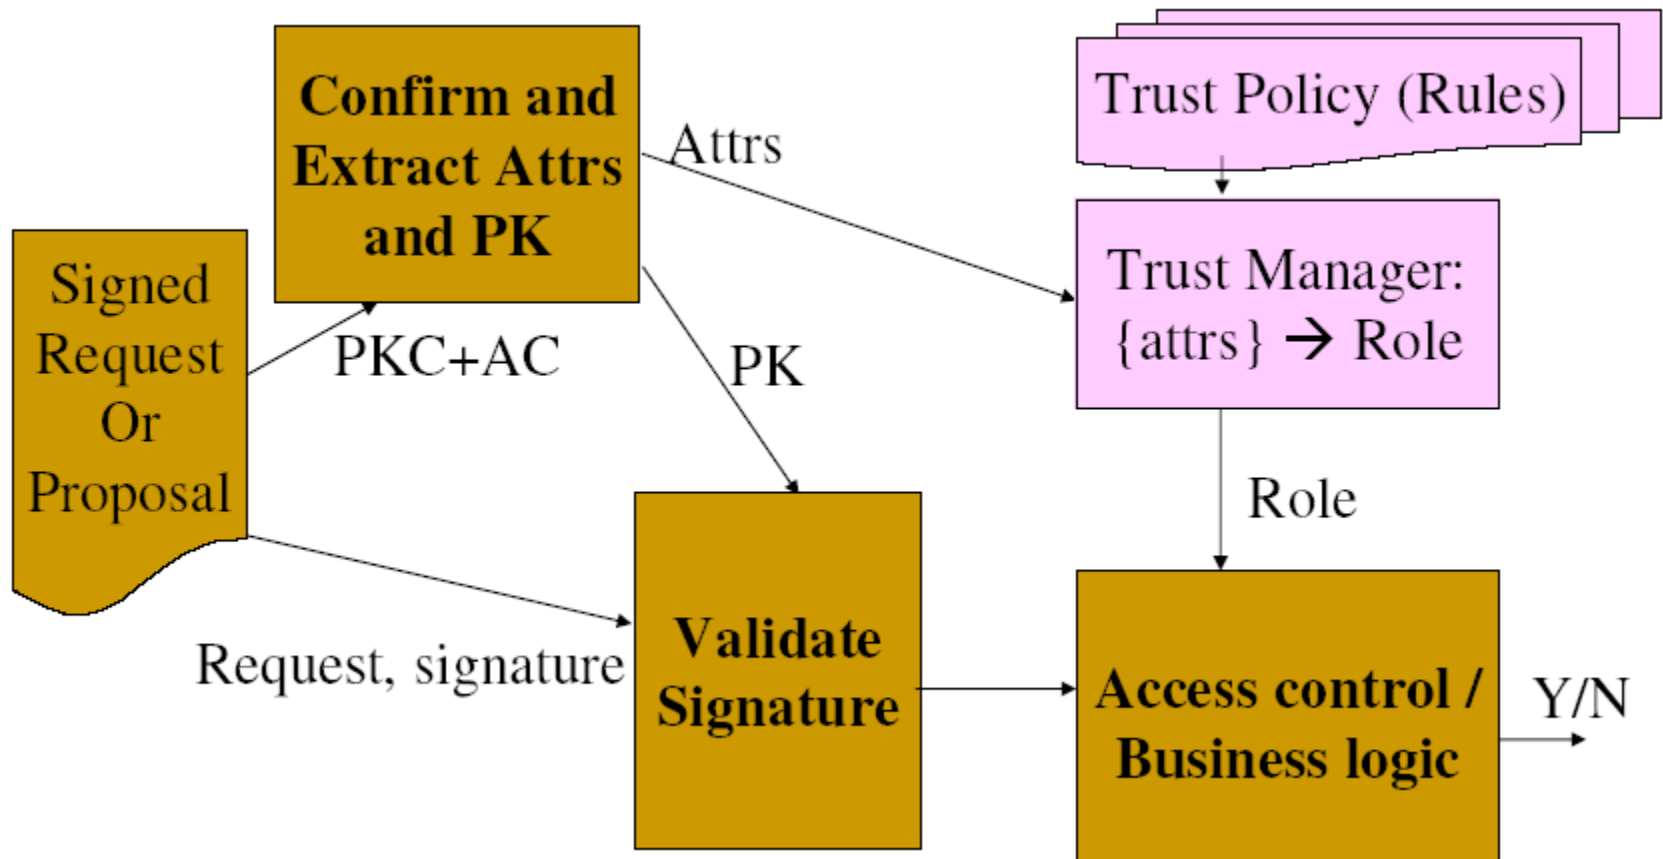 Confirm and
Extract Attrs
and PK
Attrs
Trust Policy (Rules)
Signed
Request
Or
Proposal
PKC+AC
PK
Trust Manager:
{attrs} → Role
Role
Request, signature
Validate
Signature
Access control /
Business logic
Y/N